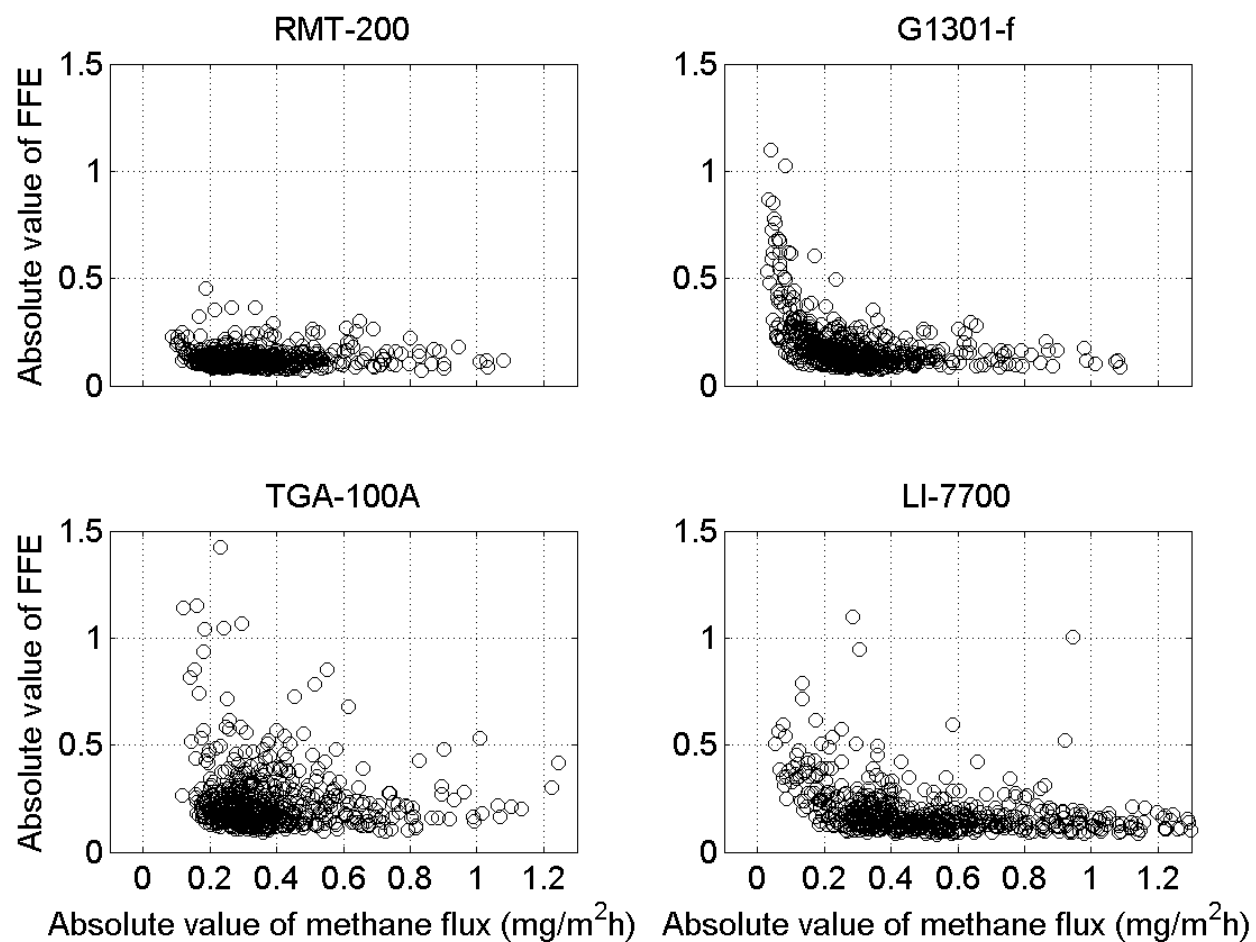 RMT-200
G1301-f
Absolute value of FFE
1.5
1
0.5
0
1.5
1
0.5
0
TGA-100A
LI-7700
Absolute value of FFE
1.5
1
0.5
0
0 0.2 0.4 0.6 0.8 1 1.2
Absolute value of methane flux (mg/m²h)
1.5
1
0.5
0
0 0.2 0.4 0.6 0.8 1 1.2
Absolute value of methane flux (mg/m²h)